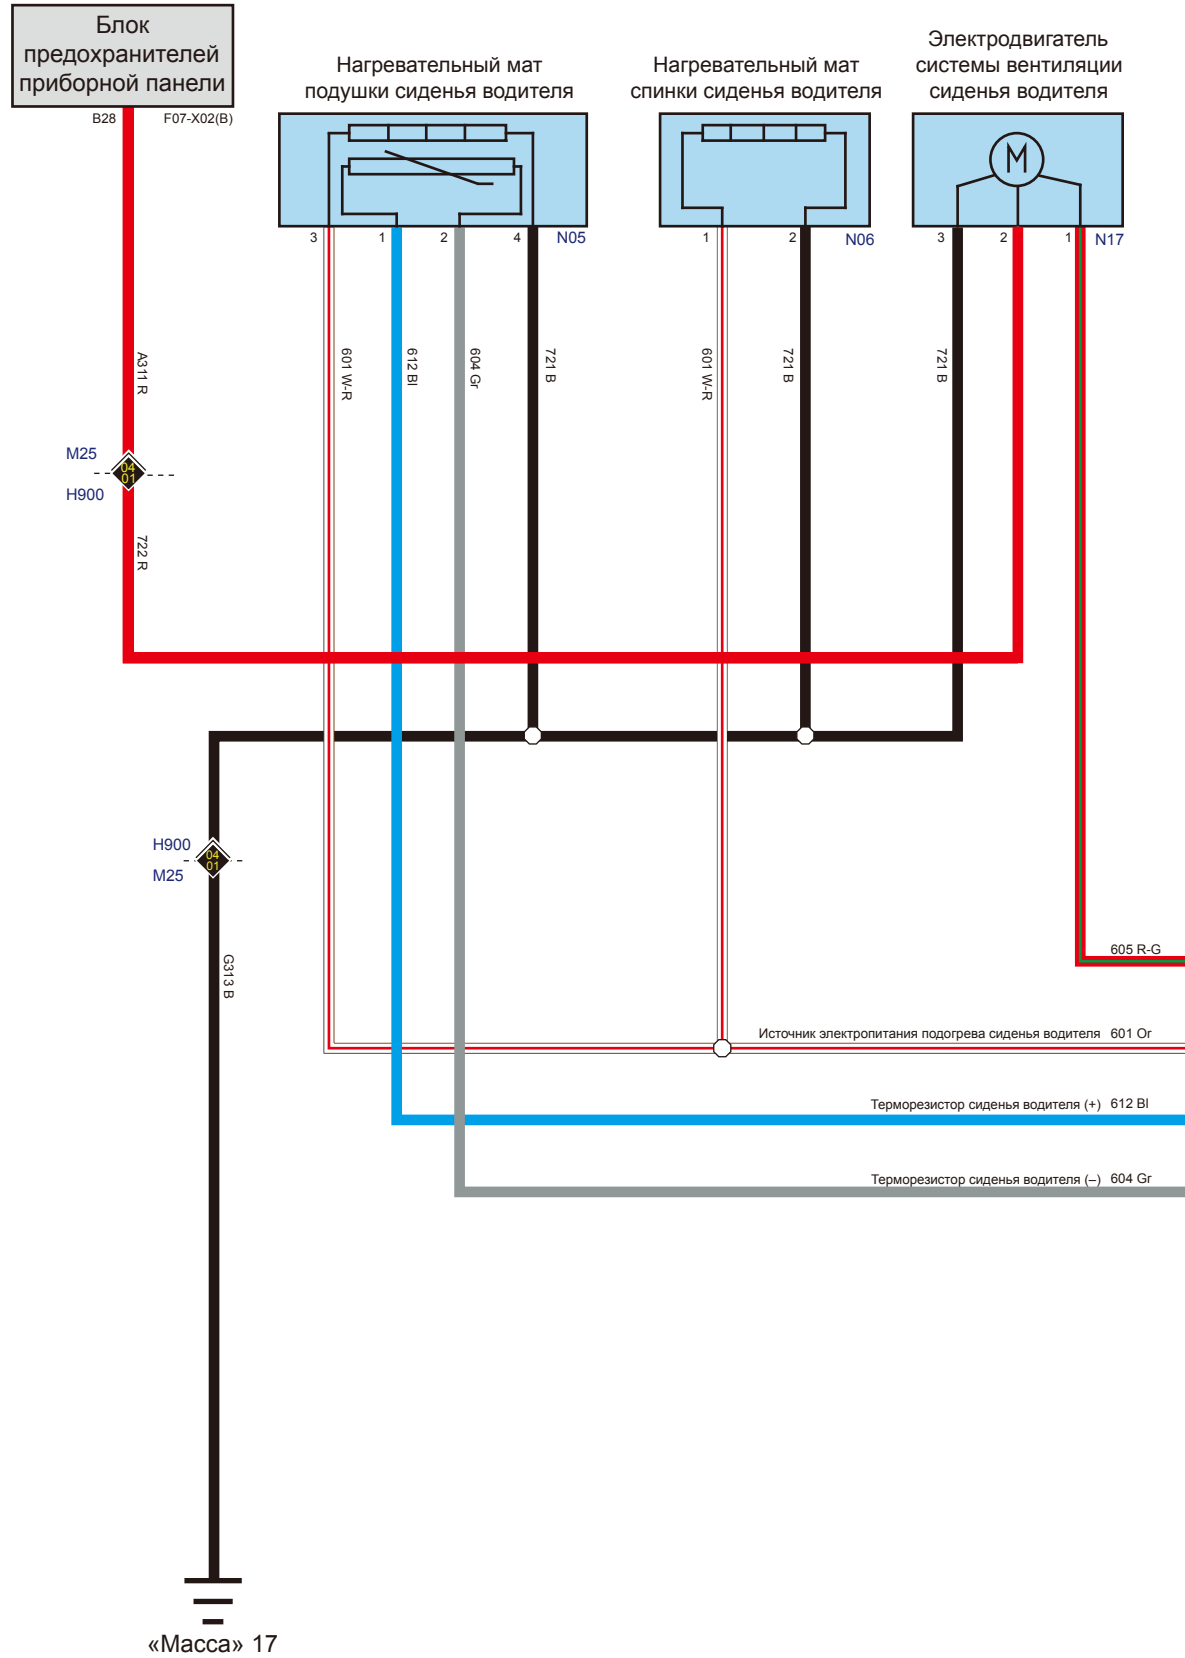 Блок
предохранителей
приборной панели
Нагревательный мат
подушки сиденья водителя
Нагревательный мат
спинки сиденья водителя
Электродвигатель
системы вентиляции
сиденья водителя
M
B28 F07-X02(B)
3 1 2 4 N05
1 2 N06
3 2 1 N17
A311 R
601 W-R
612 Bl
604 Gr
721 B
601 W-R
721 B
721 B
M25
04
01
H900
722 R
H900
04
01
M25
G313 B
605 R-G
Источник электропитания подогрева сиденья водителя 601 Or
Терморезистор сиденья водителя (+) 612 Bl
Терморезистор сиденья водителя (–) 604 Gr
«Масса» 17